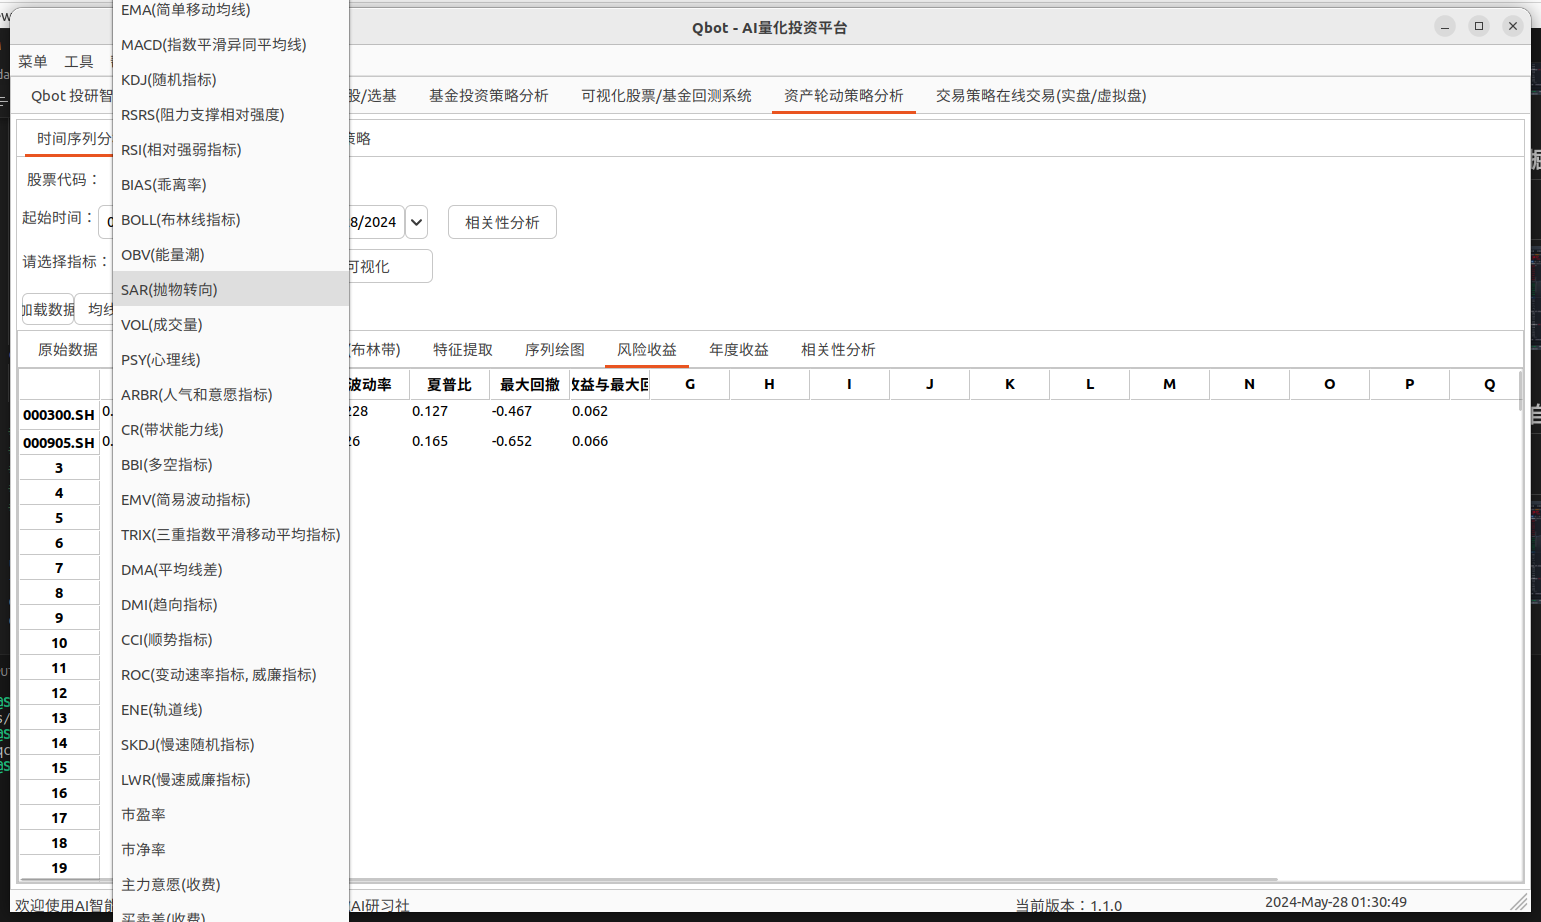 Qbot - AI量化投资平台
菜单 工具
Qbot 投研智 股/选基 基金投资策略分析 可视化股票/基金回测系统 资产轮动策略分析 交易策略在线交易(实盘/虚拟盘)
时间序列分 策略
股票代码：
起始时间： 0 8/2024 相关性分析
请选择指标： 可视化
加载数据 均线
原始数据 (布林带) 特征提取 序列绘图 风险收益 年度收益 相关性分析
波动率 夏普比 最大回撤 收益与最大回 G H I J K L M N O P Q
000300.SH 0. 228 0.127 -0.467 0.062
000905.SH 0. 26 0.165 -0.652 0.066
3
4
5
6
7
8
9
10
11
12
13
14
15
16
17
18
19
EMA(简单移动均线)
MACD(指数平滑异同平均线)
KDJ(随机指标)
RSRS(阻力支撑相对强度)
RSI(相对强弱指标)
BIAS(乖离率)
BOLL(布林线指标)
OBV(能量潮)
SAR(抛物转向)
VOL(成交量)
PSY(心理线)
ARBR(人气和意愿指标)
CR(带状能力线)
BBI(多空指标)
EMV(简易波动指标)
TRIX(三重指数平滑移动平均指标)
DMA(平均线差)
DMI(趋向指标)
CCI(顺势指标)
ROC(变动速率指标, 威廉指标)
ENE(轨道线)
SKDJ(慢速随机指标)
LWR(慢速威廉指标)
市盈率
市净率
主力意愿(收费)
买卖差(收费)
欢迎使用AI智能 AI研习社 当前版本：1.1.0 2024-May-28 01:30:49